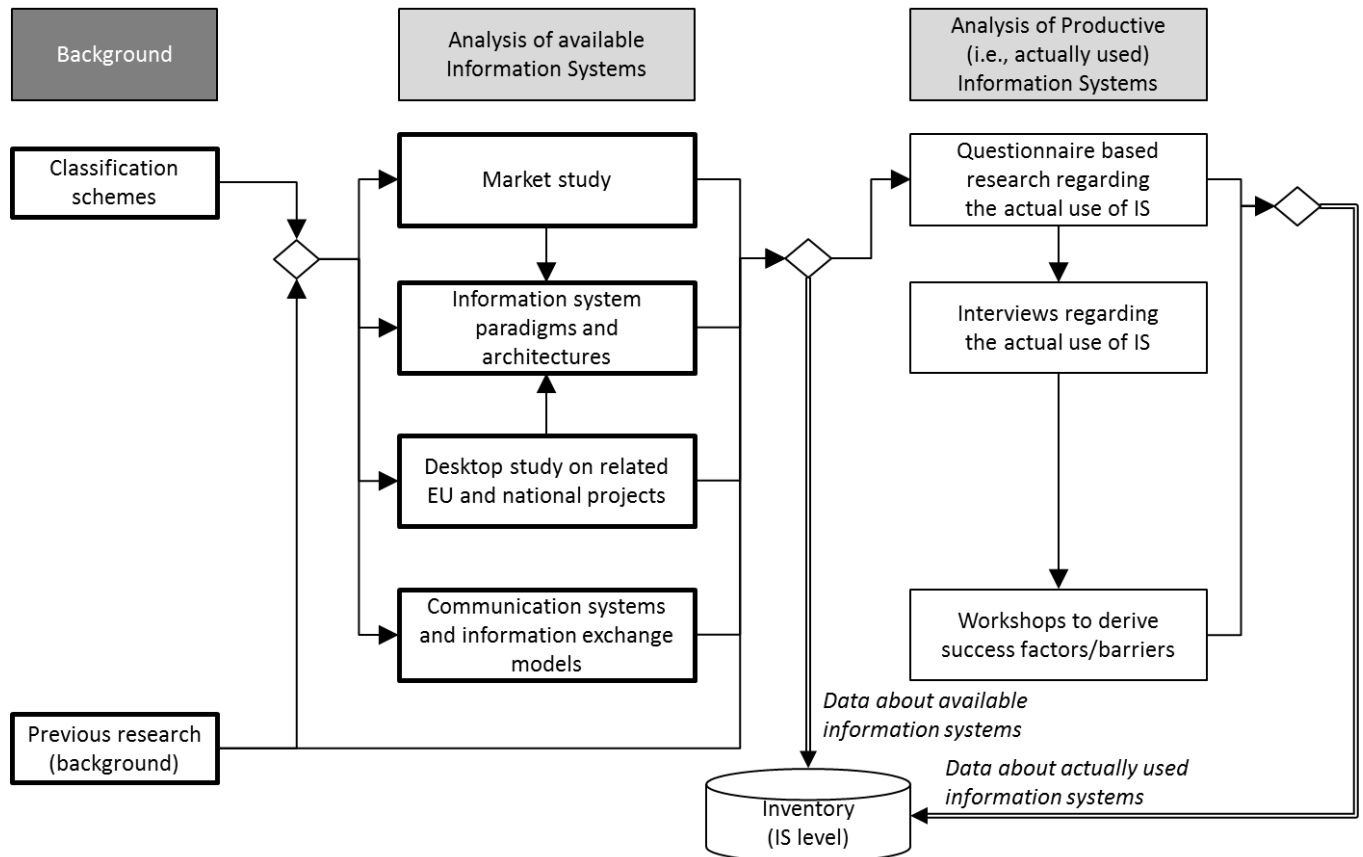 Background
Analysis of available
Information Systems
Analysis of Productive
(i.e., actually used)
Information Systems
Classification
schemes
Market study
Questionnaire based
research regarding
the actual use of IS
Information system
paradigms and
architectures
Interviews regarding
the actual use of IS
Desktop study on related
EU and national projects
Communication systems
and information exchange
models
Workshops to derive
success factors/barriers
Previous research
(background)
Data about available
information systems
Data about actually used
information systems
Inventory
(IS level)